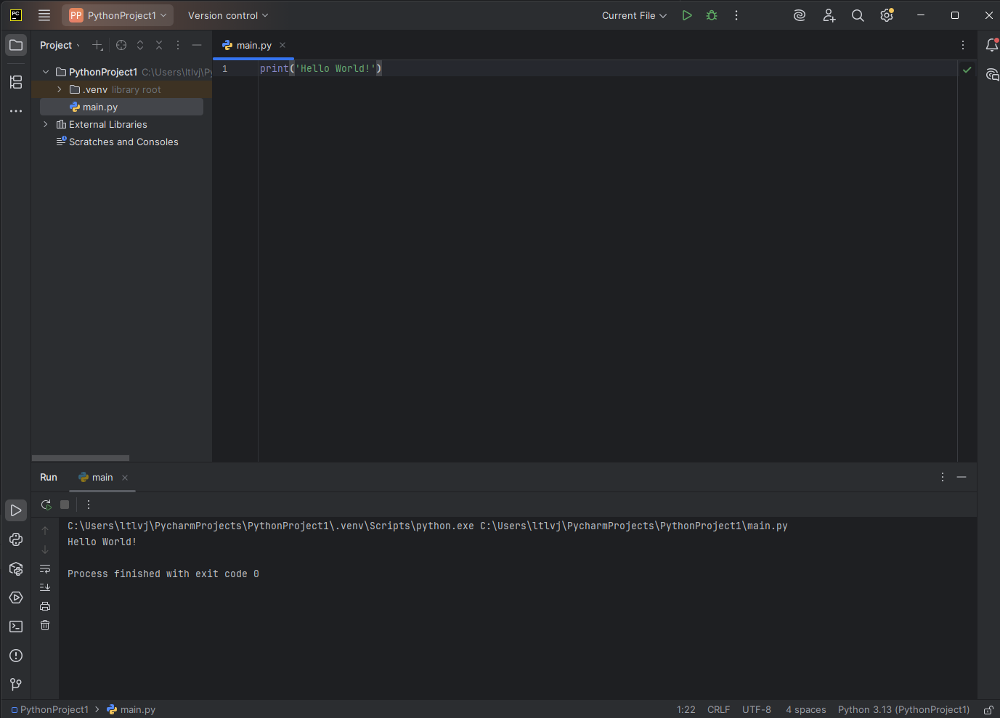 PC
PP PythonProject1 Version control Current File
Project
main.py
PythonProject1 C:\Users\ltlvj\Py
.venv library root
main.py
External Libraries
Scratches and Consoles
1 print('Hello World!')
Run main
C:\Users\ltlvj\PycharmProjects\PythonProject1\.venv\Scripts\python.exe C:\Users\ltlvj\PycharmProjects\PythonProject1\main.py
Hello World!
Process finished with exit code 0
PythonProject1 main.py 1:22 CRLF UTF-8 4 spaces Python 3.13 (PythonProject1)